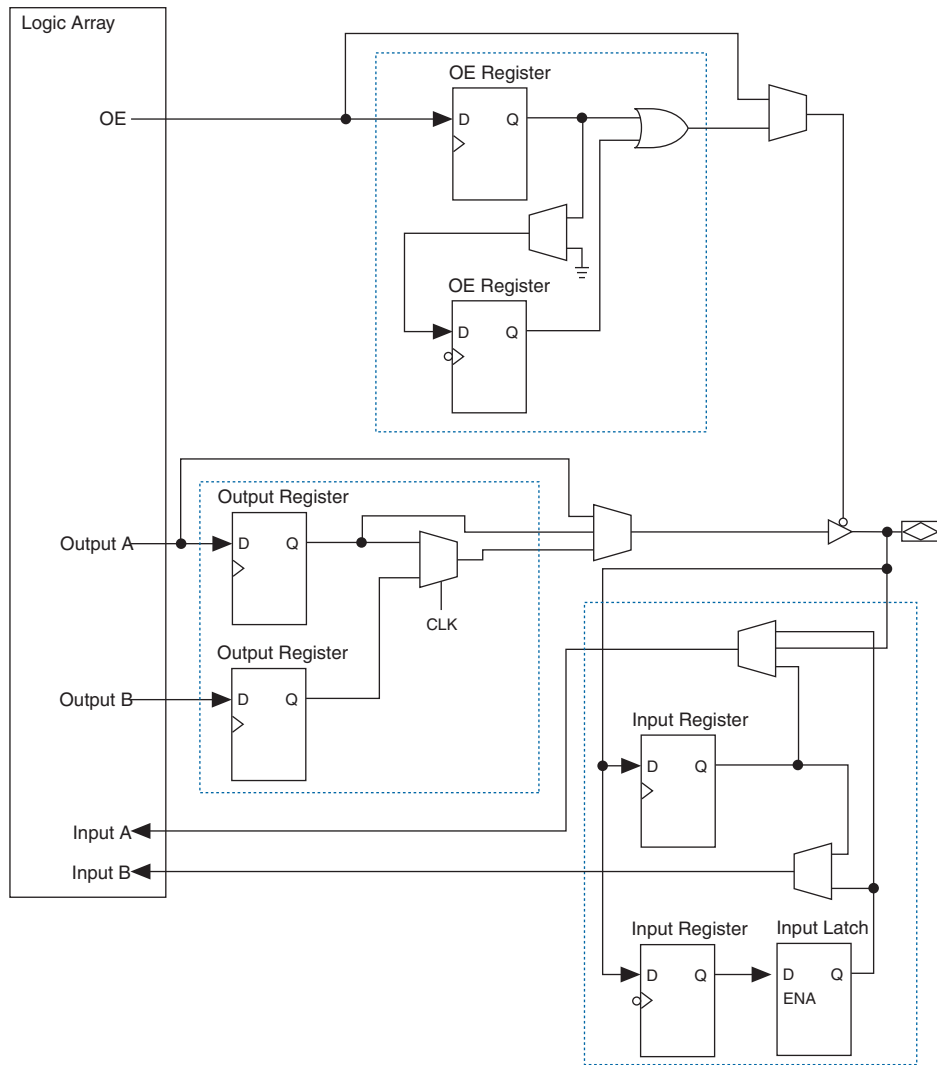 Logic Array
OE
OE Register
D Q
OE Register
D Q
Output Register
Output A
D Q
CLK
Output Register
Output B
D Q
Input Register
D Q
Input A
Input B
Input Register
Input Latch
D Q
D Q
ENA